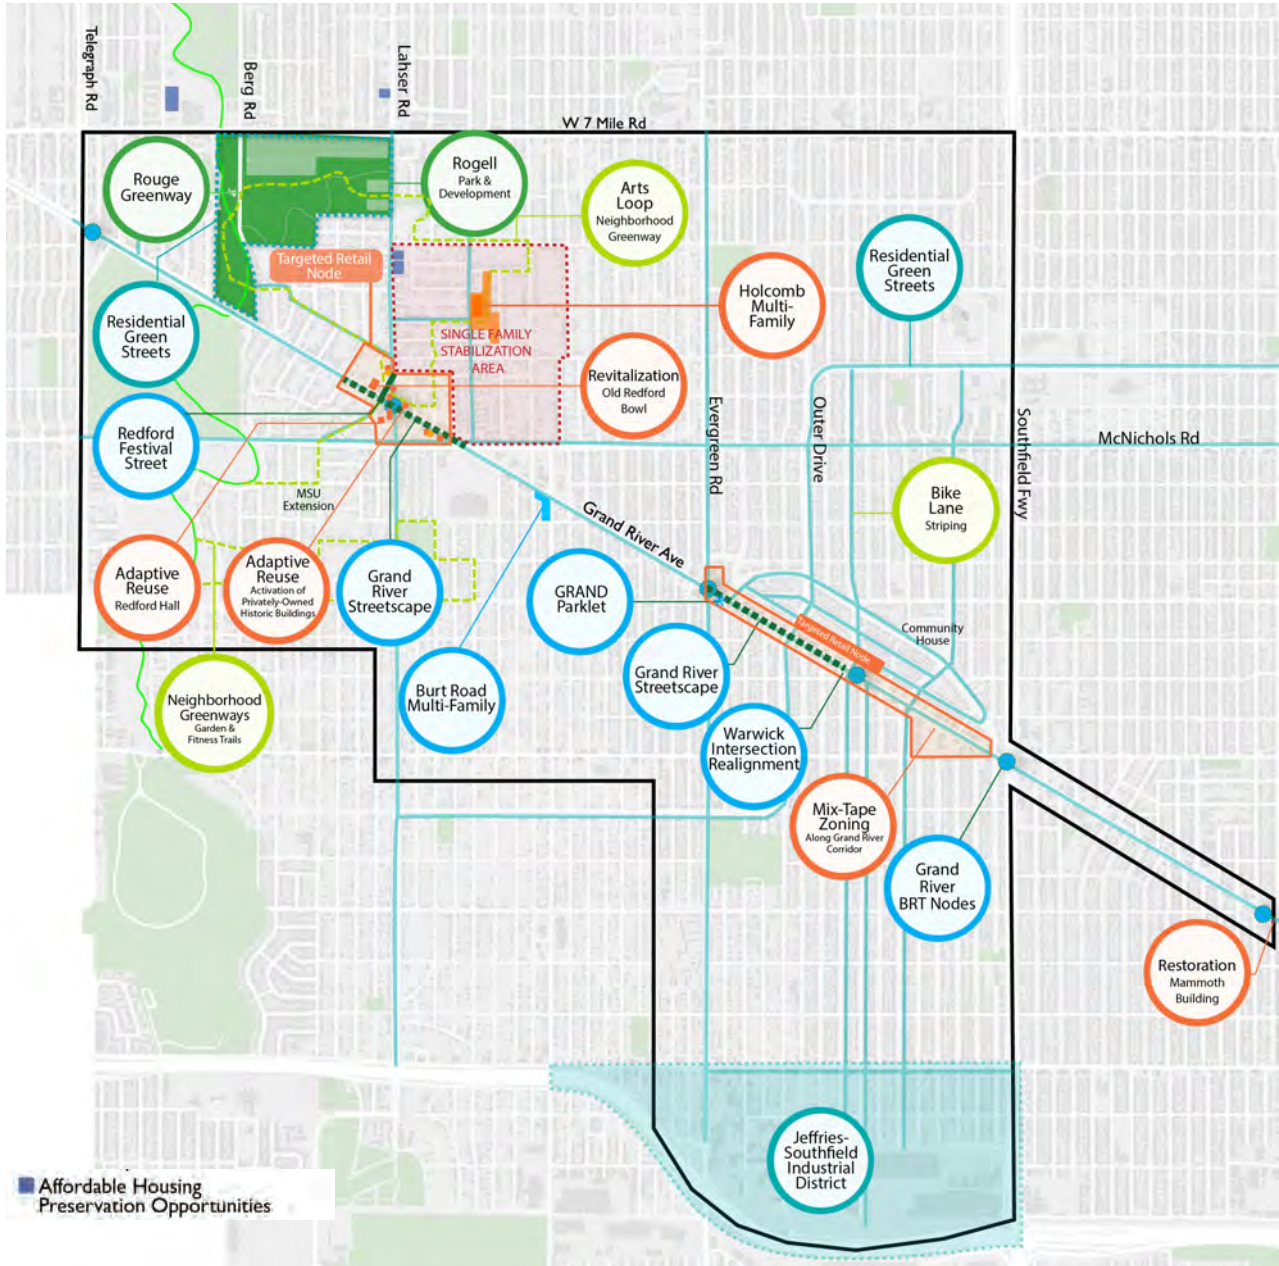 Telegraph Rd
Berg Rd
Lahser Rd
W 7 Mile Rd
Rouge
Greenway
Rogell
Park &
Development
Arts
Loop
Neighborhood
Greenway
Targeted Retail
Node
Residential
Green
Streets
Holcomb
Multi-
Family
Residential
Green
Streets
SINGLE FAMILY
STABILIZATION
AREA
Revitalization
Old Redford
Bowl
Redford
Festival
Street
Evergreen Rd
Outer Drive
Southfield Fwy
McNichols Rd
MSU
Extension
Bike
Lane
Striping
Grand River Ave
Adaptive
Reuse
Redford Hall
Adaptive
Reuse
Activation of
Privately-Owned
Historic Buildings
Grand
River
Streetscape
GRAND
Parklet
Targeted Retail Node
Community
House
Neighborhood
Greenways
Garden &
Fitness Trails
Burt Road
Multi-Family
Grand River
Streetscape
Warwick
Intersection
Realignment
Mix-Tape
Zoning
Along Grand River
Corridor
Grand
River
BRT Nodes
Restoration
Mammoth
Building
Jeffries-
Southfield
Industrial
District
Affordable Housing
Preservation Opportunities